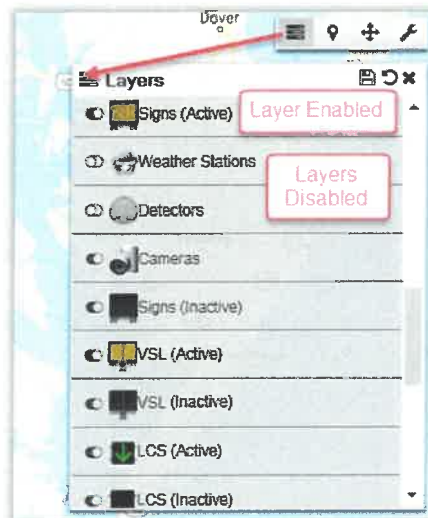 Dover
Layers
Signs (Active)
Layer Enabled
Weather Stations
Layers
Disabled
Detectors
Cameras
Signs (Inactive)
VSL (Active)
VSL (Inactive)
LCS (Active)
LCS (Inactive)